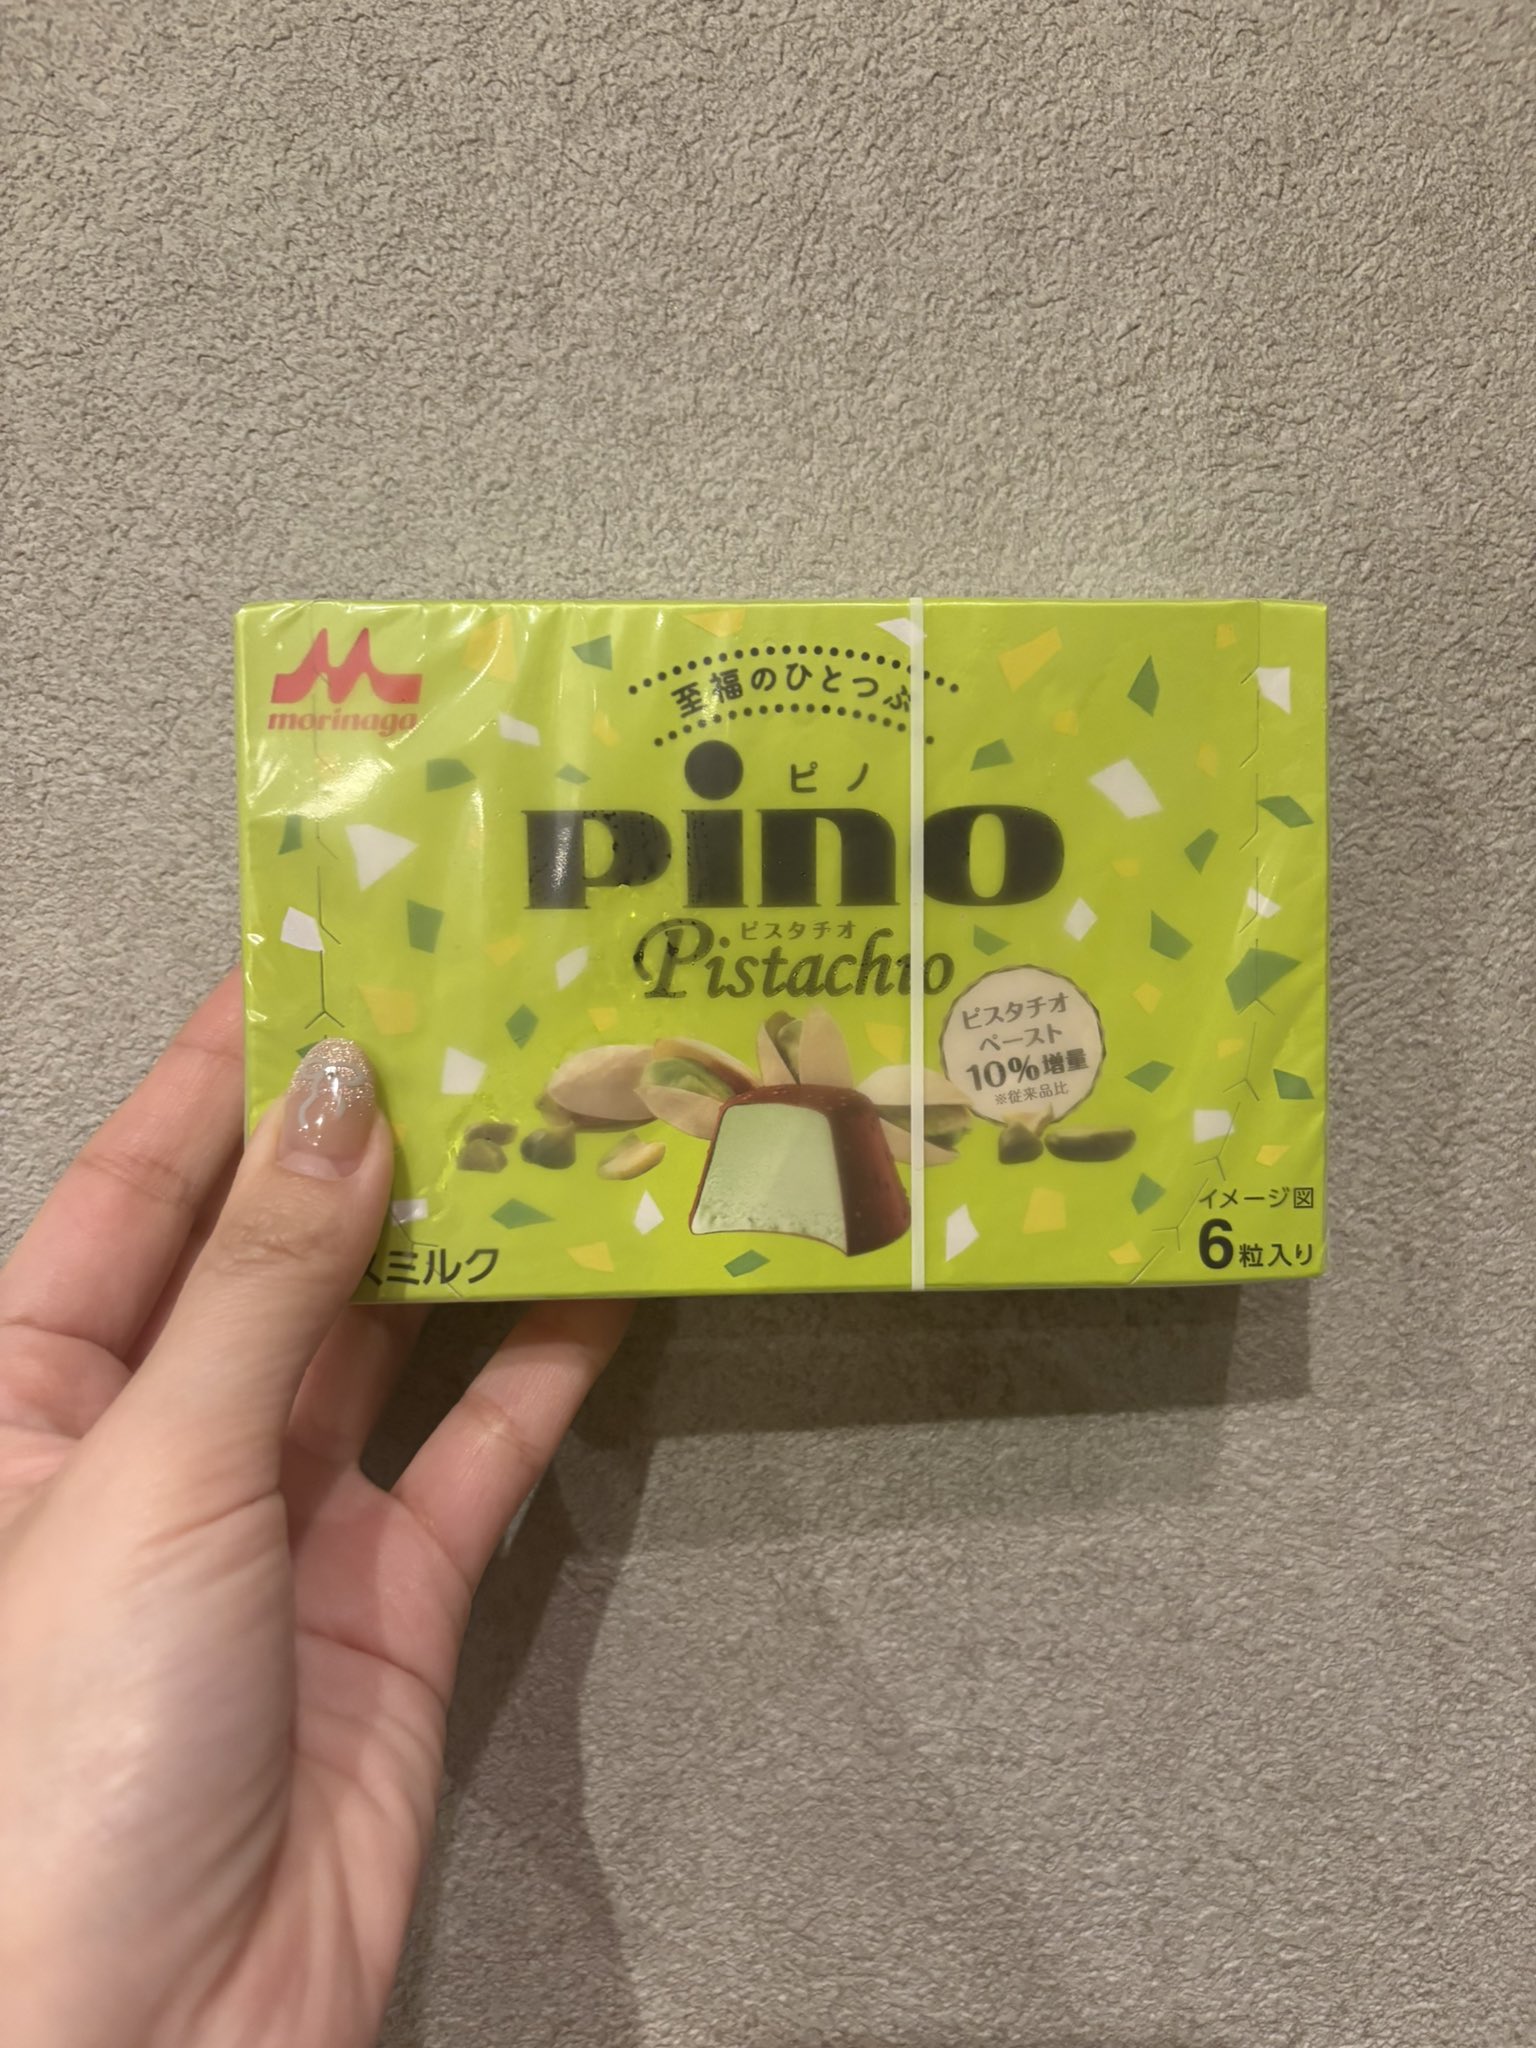 morinaga
至福のひとつぶ
ピノ
pino
ピスタチオ
Pistachio
ピスタチオ
ペースト
10%増量
※従来品比
イメージ図
6粒入り
スミルク